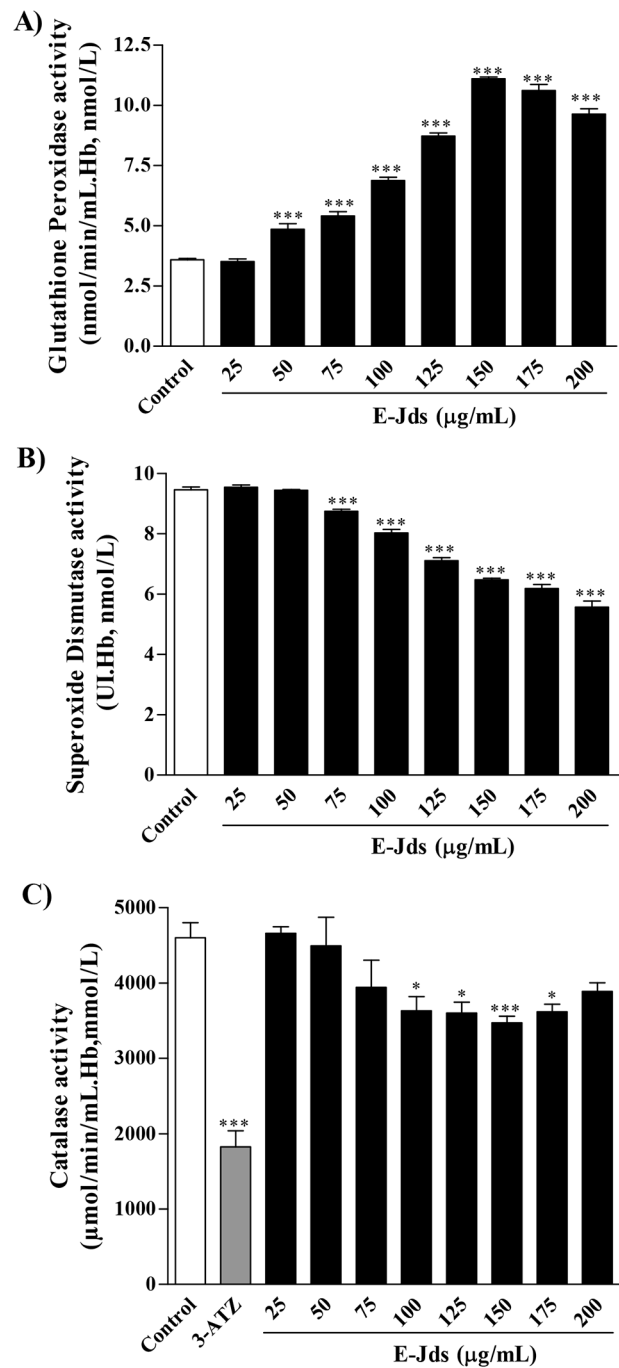 A)
Glutathione Peroxidase activity
(nmol/min/mL.Hb, nmol/L)
12.5
10.0
7.5
5.0
2.5
0.0
*** *** *** *** *** *** ***
Control 25 50 75 100 125 150 175 200
E-Jds (μg/mL)
B)
Superoxide Dismutase activity
(UI.Hb, nmol/L)
10
8
6
4
2
0
*** *** *** *** *** ***
Control 25 50 75 100 125 150 175 200
E-Jds (μg/mL)
C)
Catalase activity
(μmol/min/mL.Hb,mmol/L)
5000
4000
3000
2000
1000
0
*** * * *** *
Control 3-ATZ 25 50 75 100 125 150 175 200
E-Jds (μg/mL)